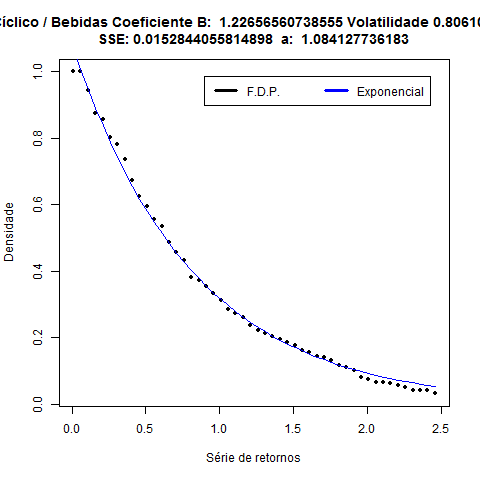 Cíclico / Bebidas Coeficiente B:  1.22656560738555 Volatilidade 0.80610
SSE: 0.0152844055814898  a:  1.084127736183
F.D.P.
Exponencial
Densidade
1.0
0.8
0.6
0.4
0.2
0.0
0.0 0.5 1.0 1.5 2.0 2.5
Série de retornos